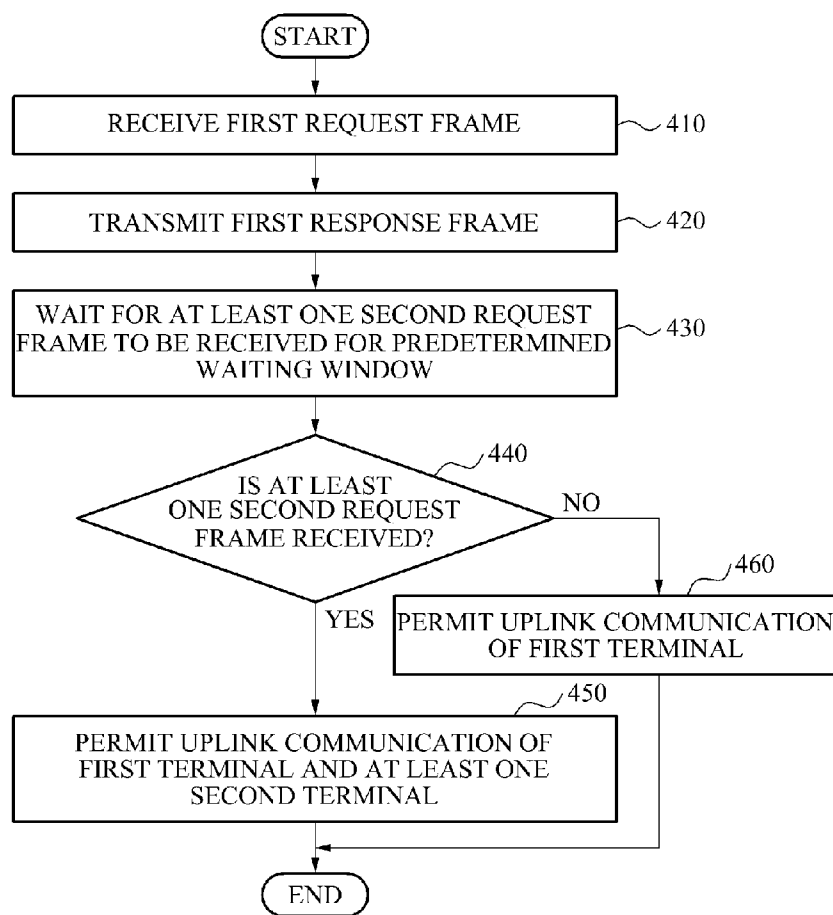 START
RECEIVE FIRST REQUEST FRAME
410
TRANSMIT FIRST RESPONSE FRAME
420
WAIT FOR AT LEAST ONE SECOND REQUEST
FRAME TO BE RECEIVED FOR PREDETERMINED
WAITING WINDOW
430
440
IS AT LEAST
ONE SECOND REQUEST
FRAME RECEIVED?
NO
YES
460
PERMIT UPLINK COMMUNICATION
OF FIRST TERMINAL
450
PERMIT UPLINK COMMUNICATION OF
FIRST TERMINAL AND AT LEAST ONE
SECOND TERMINAL
END